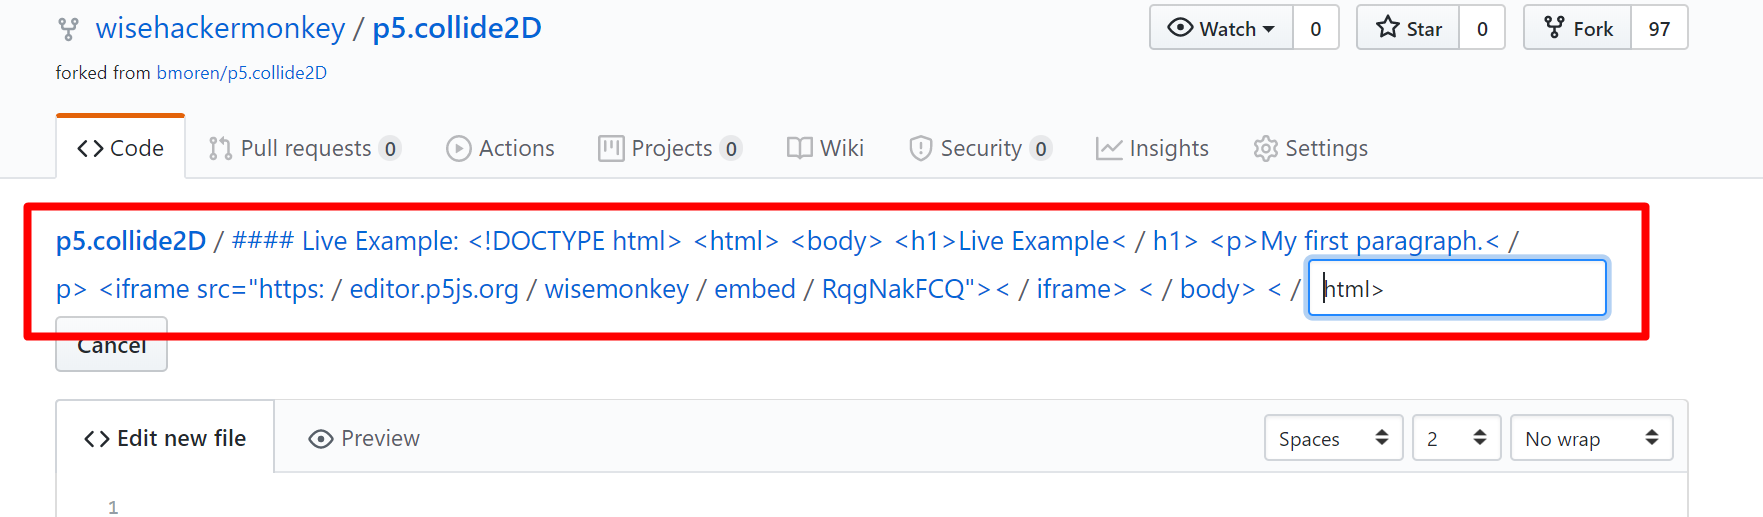 wisehackermonkey / p5.collide2D
Watch 0 Star 0 Fork 97
forked from bmoren/p5.collide2D
Code Pull requests 0 Actions Projects 0 Wiki Security 0 Insights Settings
p5.collide2D / #### Live Example: <!DOCTYPE html> <html> <body> <h1>Live Example< / h1> <p>My first paragraph.< /
p> <iframe src="https: / editor.p5js.org / wisemonkey / embed / RqgNakFCQ">< / iframe> < / body> < / html>
Cancel
Edit new file Preview Spaces 2 No wrap
1